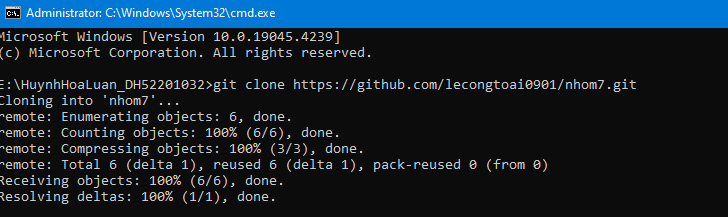 Administrator: C:\Windows\System32\cmd.exe
Microsoft Windows [Version 10.0.19045.4239]
(c) Microsoft Corporation. All rights reserved.
E:\HuynhHoaLuan_DH52201032>git clone https://github.com/lecongtoai0901/nhom7.git
Cloning into 'nhom7'...
remote: Enumerating objects: 6, done.
remote: Counting objects: 100% (6/6), done.
remote: Compressing objects: 100% (3/3), done.
remote: Total 6 (delta 1), reused 6 (delta 1), pack-reused 0 (from 0)
Receiving objects: 100% (6/6), done.
Resolving deltas: 100% (1/1), done.